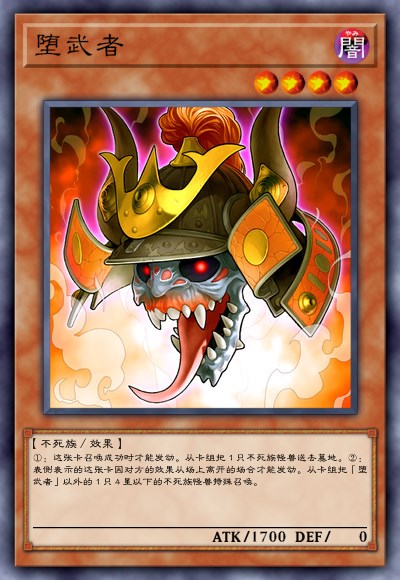 堕武者
やみ
闇
【不死族／效果】
①：这张卡召唤成功时才能发动。从卡组把１只不死族怪兽送去墓地。②：
表侧表示的这张卡因对方的效果从场上离开的场合才能发动。从卡组把「堕
武者」以外的１只４星以下的不死族怪兽特殊召唤。
ATK/1700 DEF/ 0